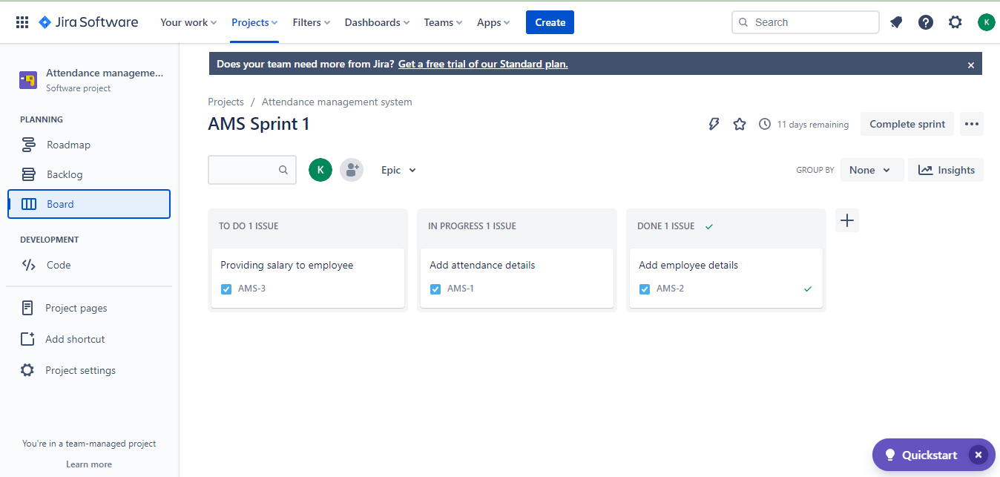 Jira Software Your work Projects Filters Dashboards Teams Apps Create Search K
Attendance manageme...
Software project
PLANNING
Roadmap
Backlog
Board
DEVELOPMENT
Code
Project pages
Add shortcut
Project settings
You're in a team-managed project
Learn more
Does your team need more from Jira? Get a free trial of our Standard plan.
Projects / Attendance management system
AMS Sprint 1
11 days remaining Complete sprint
K Epic GROUP BY None Insights
TO DO 1 ISSUE
Providing salary to employee
AMS-3
IN PROGRESS 1 ISSUE
Add attendance details
AMS-1
DONE 1 ISSUE
Add employee details
AMS-2
Quickstart